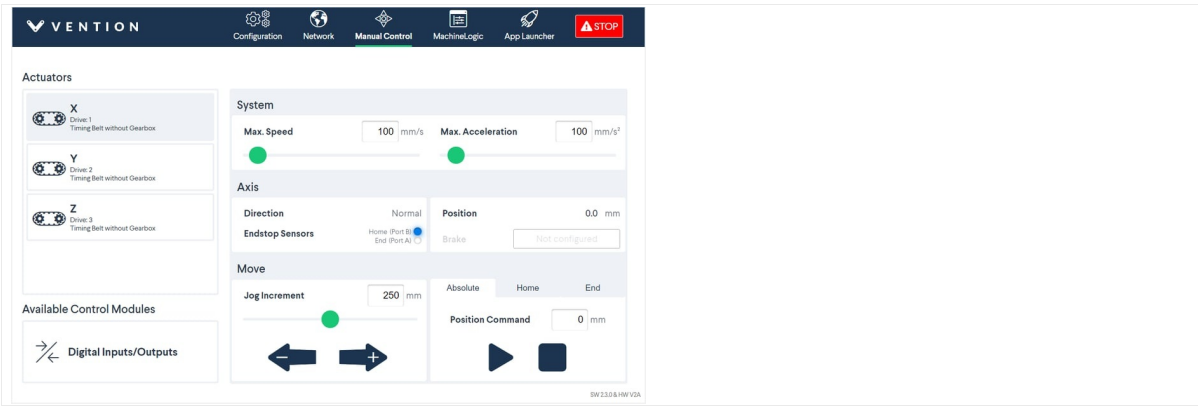 VENTION
Configuration
Network
Manual Control
MachineLogic
App Launcher
STOP
Actuators
X
Drive: 1
Timing Belt without Gearbox
Y
Drive: 2
Timing Belt without Gearbox
Z
Drive: 3
Timing Belt without Gearbox
Available Control Modules
Digital Inputs/Outputs
System
Max. Speed 100 mm/s
Max. Acceleration 100 mm/s²
Axis
Direction Normal
Endstop Sensors
Home (Port B)
End (Port A)
Position 0.0 mm
Brake Not configured
Move
Jog Increment 250 mm
Absolute Home End
Position Command 0 mm
SW 2.3.0 & HW V2A